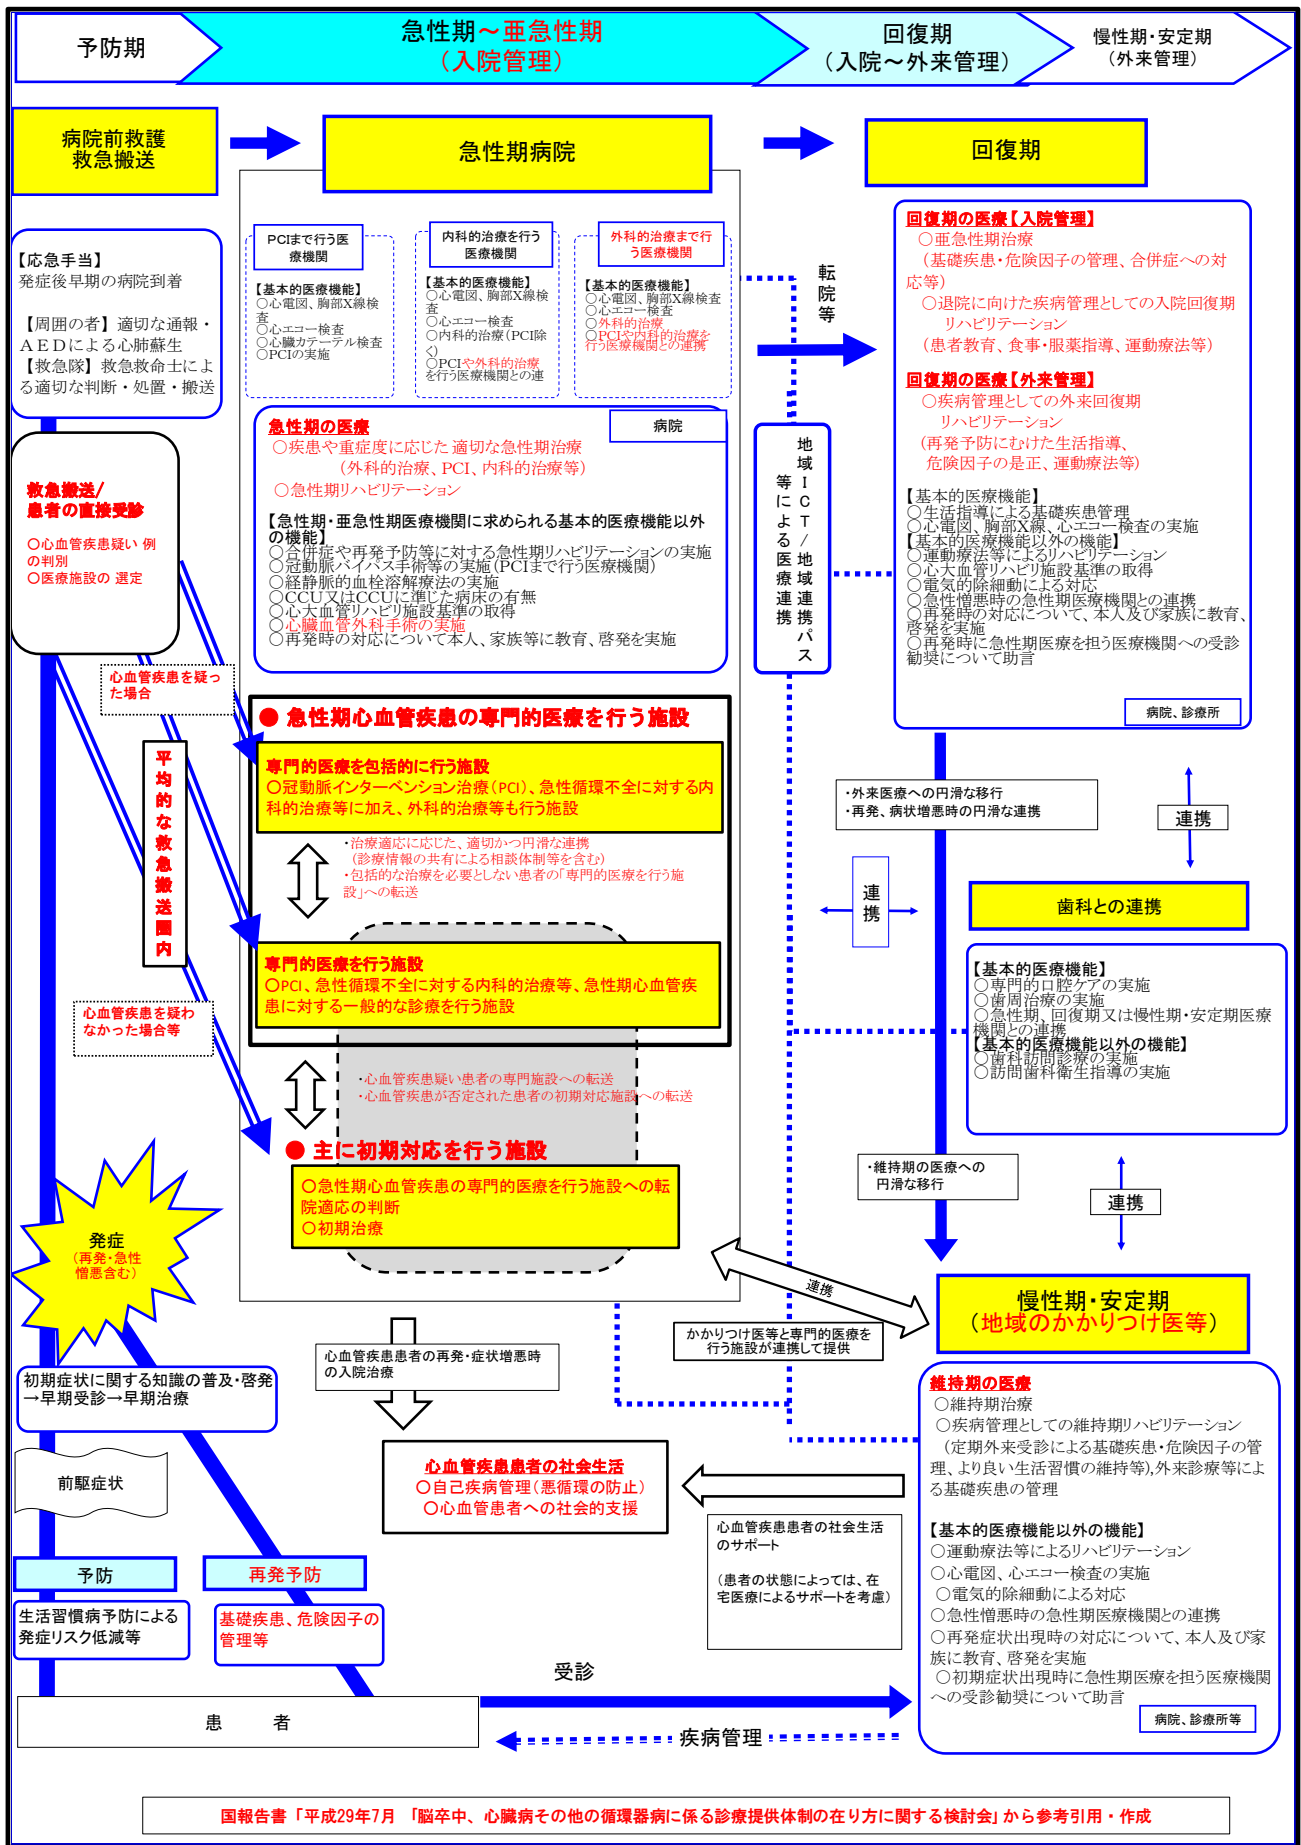 予防期
急性期～亜急性期
（入院管理）
回復期
（入院～外来管理）
慢性期・安定期
（外来管理）
病院前救護
救急搬送
急性期病院
回復期
【応急手当】
発症後早期の病院到着
【周囲の者】適切な通報・
ＡＥＤによる心肺蘇生
【救急隊】救急救命士によ
る適切な判断・処置・搬送
PCIまで行う医
療機関
【基本的医療機能】
○心電図、胸部X線検
査
○心エコー検査
○心臓カテーテル検査
○PCIの実施
内科的治療を行う
医療機関
【基本的医療機能】
○心電図、胸部X線検
査
○心エコー検査
○内科的治療（PCI除
く）
○PCIや外科的治療
を行う医療機関との連
外科的治療まで行
う医療機関
【基本的医療機能】
○心電図、胸部X線検査
○心エコー検査
○外科的治療
○PCIや内科的治療を
行う医療機関との連携
転院等
回復期の医療【入院管理】
○亜急性期治療
（基礎疾患・危険因子の管理、合併症への対
応等）
○退院に向けた疾病管理としての入院回復期
リハビリテーション
（患者教育、食事・服薬指導、運動療法等）
回復期の医療【外来管理】
○疾病管理としての外来回復期
リハビリテーション
（再発予防にむけた生活指導、
危険因子の是正、運動療法等）
【基本的医療機能】
○生活指導による基礎疾患管理
○心電図、胸部X線、心エコー検査の実施
【基本的医療機能以外の機能】
○運動療法等によるリハビリテーション
○心大血管リハビリ施設基準の取得
○電気的除細動による対応
○急性憎悪時の急性期医療機関との連携
○再発時の対応について、本人及び家族に教育、
啓発を実施
○再発時に急性期医療を担う医療機関への受診
勧奨について助言
病院、診療所
急性期の医療
病院
○疾患や重症度に応じた 適切な急性期治療
（外科的治療、PCI、内科的治療等）
○急性期リハビリテーション
【急性期・亜急性期医療機関に求められる基本的医療機能以外
の機能】
○合併症や再発予防等に対する急性期リハビリテーションの実施
○冠動脈バイパス手術等の実施（PCIまで行う医療機関）
○経静脈的血栓溶解療法の実施
○CCU又はCCUに準じた病床の有無
○心大血管リハビリ施設基準の取得
○心臓血管外科手術の実施
○再発時の対応について本人、家族等に教育、啓発を実施
地域ＩＣＴ／地域連携パス
等による医療連携
救急搬送/
患者の直接受診
○心血管疾患疑い 例
の判別
○医療施設の 選定
心血管疾患を疑っ
た場合
平均的な救急搬送圏内
心血管疾患を疑わ
なかった場合等
● 急性期心血管疾患の専門的医療を行う施設
専門的医療を包括的に行う施設
○冠動脈インターベンション治療（PCI）、急性循環不全に対する内
科的治療等に加え、外科的治療等も行う施設
・治療適応に応じた、適切かつ円滑な連携
（診療情報の共有による相談体制等を含む）
・包括的な治療を必要としない患者の「専門的医療を行う施
設」への転送
専門的医療を行う施設
○PCI、急性循環不全に対する内科的治療等、急性期心血管疾
患に対する一般的な診療を行う施設
・心血管疾患疑い患者の専門施設への転送
・心血管疾患が否定された患者の初期対応施設への転送
● 主に初期対応を行う施設
○急性期心血管疾患の専門的医療を行う施設への転
院適応の判断
○初期治療
・外来医療への円滑な移行
・再発、病状増悪時の円滑な連携
連携
連携
歯科との連携
【基本的医療機能】
○専門的口腔ケアの実施
○歯周治療の実施
○急性期、回復期又は慢性期・安定期医療
機関との連携
【基本的医療機能以外の機能】
○歯科訪問診療の実施
○訪問歯科衛生指導の実施
・維持期の医療への
円滑な移行
連携
連携
発症
（再発・急性
憎悪含む）
慢性期・安定期
（地域のかかりつけ医等）
かかりつけ医等と専門的医療を
行う施設が連携して提供
心血管疾患患者の再発・症状増悪時
の入院治療
初期症状に関する知識の普及・啓発
→早期受診→早期治療
前駆症状
心血管疾患患者の社会生活
○自己疾病管理（悪循環の防止）
○心血管患者への社会的支援
心血管疾患患者の社会生活
のサポート
（患者の状態によっては、在
宅医療によるサポートを考慮）
維持期の医療
○維持期治療
○疾病管理としての維持期リハビリテーション
（定期外来受診による基礎疾患・危険因子の管
理、より良い生活習慣の維持等）,外来診療等によ
る基礎疾患の管理
【基本的医療機能以外の機能】
○運動療法等によるリハビリテーション
○心電図、心エコー検査の実施
○電気的除細動による対応
○急性憎悪時の急性期医療機関との連携
○再発症状出現時の対応について、本人及び家
族に教育、啓発を実施
○初期症状出現時に急性期医療を担う医療機関
への受診勧奨について助言
病院、診療所等
予防
生活習慣病予防による
発症リスク低減等
再発予防
基礎疾患、危険因子の
管理等
受診
患　　者
疾病管理
国報告書「平成29年7月　「脳卒中、心臓病その他の循環器病に係る診療提供体制の在り方に関する検討会」から参考引用・作成